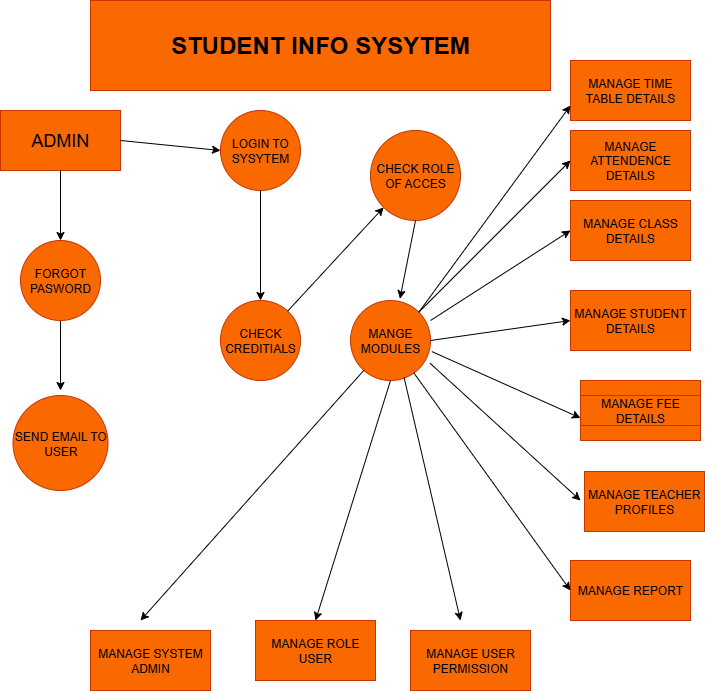 STUDENT INFO SYSYTEM
ADMIN
LOGIN TO
SYSYTEM
CHECK ROLE
OF ACCES
MANAGE TIME
TABLE DETAILS
MANAGE
ATTENDENCE
DETAILS
MANAGE CLASS
DETAILS
FORGOT
PASWORD
CHECK
CREDITIALS
MANGE
MODULES
MANAGE STUDENT
DETAILS
MANAGE FEE
DETAILS
SEND EMAIL TO
USER
MANAGE TEACHER
PROFILES
MANAGE REPORT
MANAGE SYSTEM
ADMIN
MANAGE ROLE
USER
MANAGE USER
PERMISSION